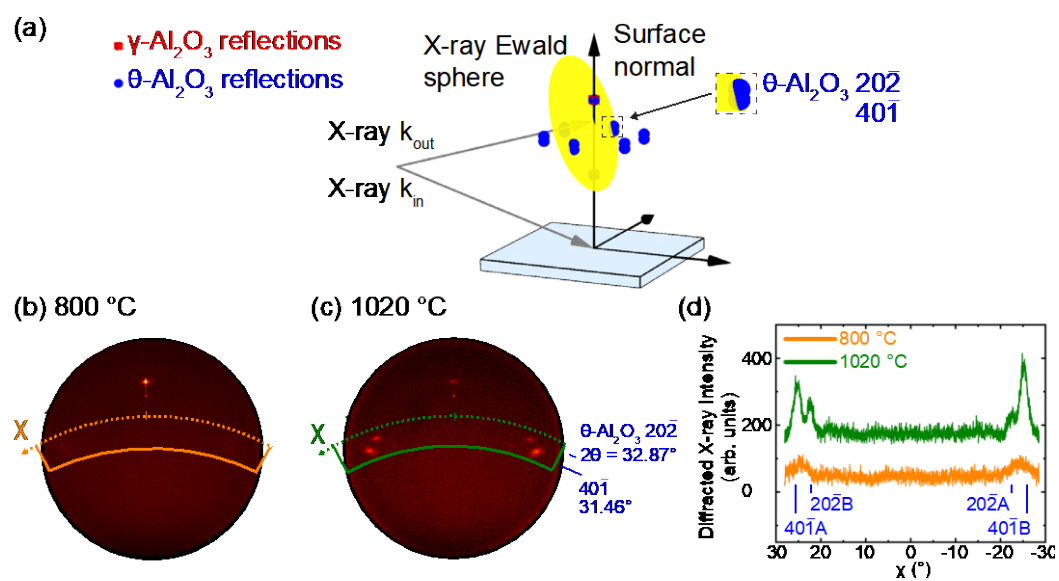 (a)
γ-Al₂O₃ reflections
θ-Al₂O₃ reflections
X-ray Ewald
sphere
Surface
normal
θ-Al₂O₃ 202̄
401̄
X-ray kout
X-ray kin
(b) 800 °C
(c) 1020 °C
(d)
X
X
θ-Al₂O₃ 202̄
2θ = 32.87°
401̄
31.46°
Diffracted X-ray Intensity
(arb. units)
400
200
0
800 °C
1020 °C
202̄B
202̄A
401̄A
401̄B
30
20
10
0
-10
-20
-30
χ (°)